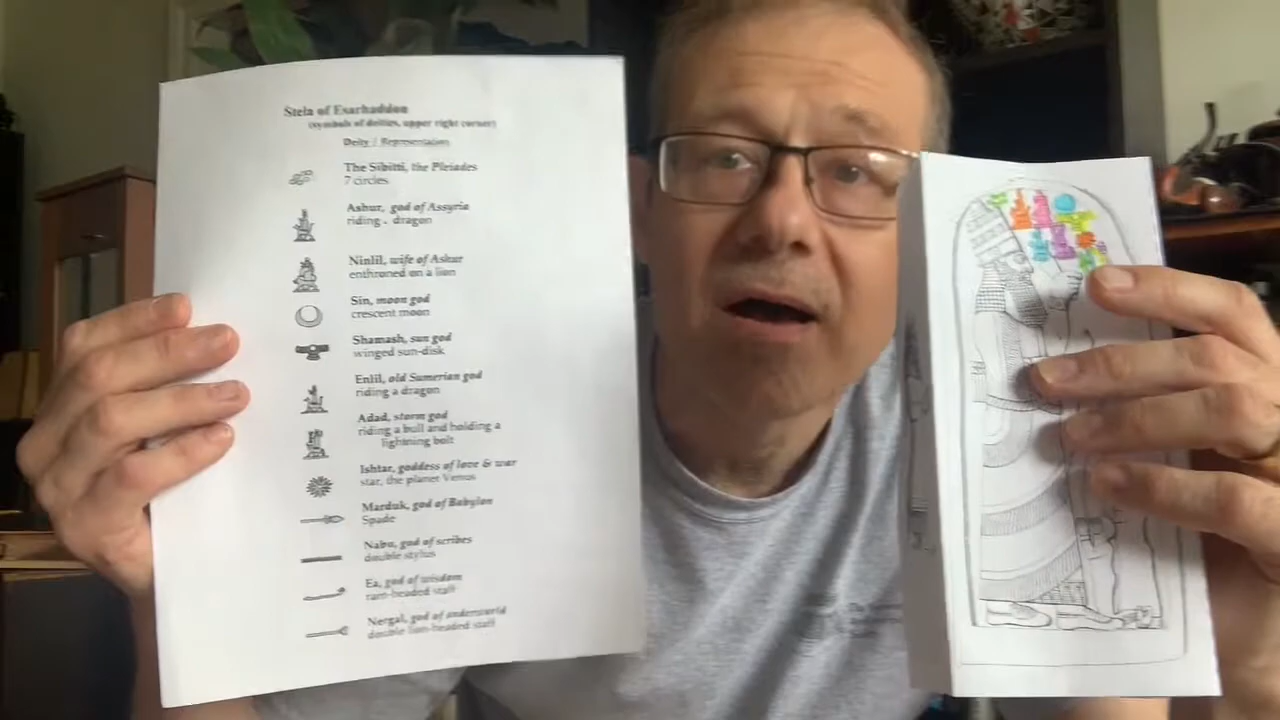 Stela of Esarhaddon
(symbols of deities, upper right corner)
Deity / Representation
The Sibitti, the Pleiades
7 circles
Ashur, god of Assyria
riding - dragon
Ninlil, wife of Ashur
enthroned on a lion
Sin, moon god
crescent moon
Shamash, sun god
winged sun-disk
Enlil, old Sumerian god
riding a dragon
Adad, storm god
riding a bull and holding a
lightning bolt
Ishtar, goddess of love & war
star, the planet Venus
Marduk, god of Babylon
Spade
Nabo, god of scribes
double stylus
Ea, god of wisdom
ram-headed staff
Nergal, god of underworld
double lion-headed staff